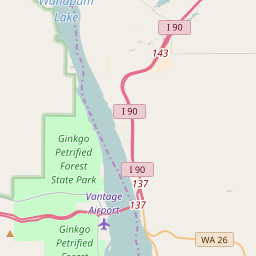 Wanapum
Lake
I 90
143
I 90
Ginkgo
Petrified
Forest
State Park
I 90
137
Vantage
Airport
137
Ginkgo
Petrified
Forest
WA 26